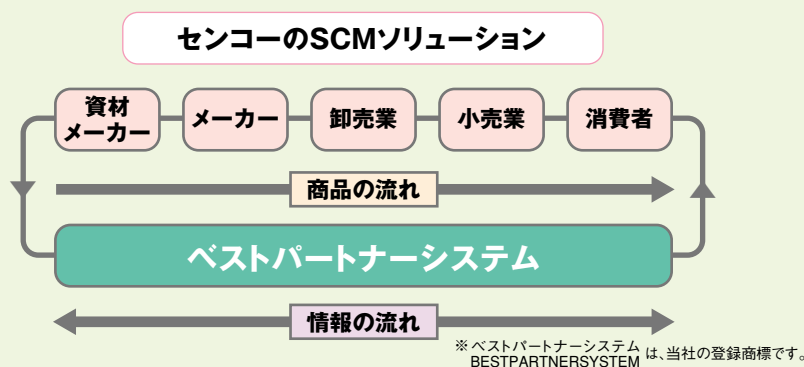 センコーのSCMソリューション
資材
メーカー
メーカー
卸売業
小売業
消費者
商品の流れ
ベストパートナーシステム
情報の流れ
※ベストパートナーシステム
BESTPARTNERSYSTEM は、当社の登録商標です。